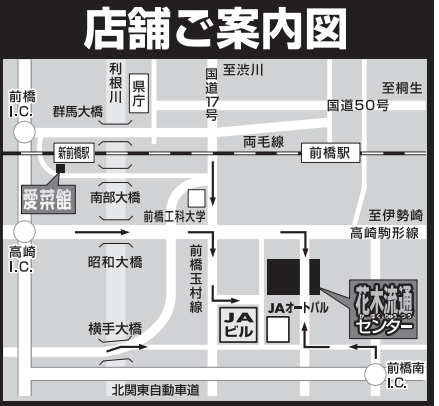 店舗ご案内図
至渋川
利根川
県庁
国道17号
至桐生
前橋I.C.
群馬大橋
国道50号
両毛線
新前橋駅
前橋駅
愛菜館
南部大橋
前橋工科大学
至伊勢崎
高崎駒形線
高崎I.C.
昭和大橋
前橋玉村線
花木流通
センター
JAオートパル
JA
ビル
横手大橋
前橋南
I.C.
北関東自動車道